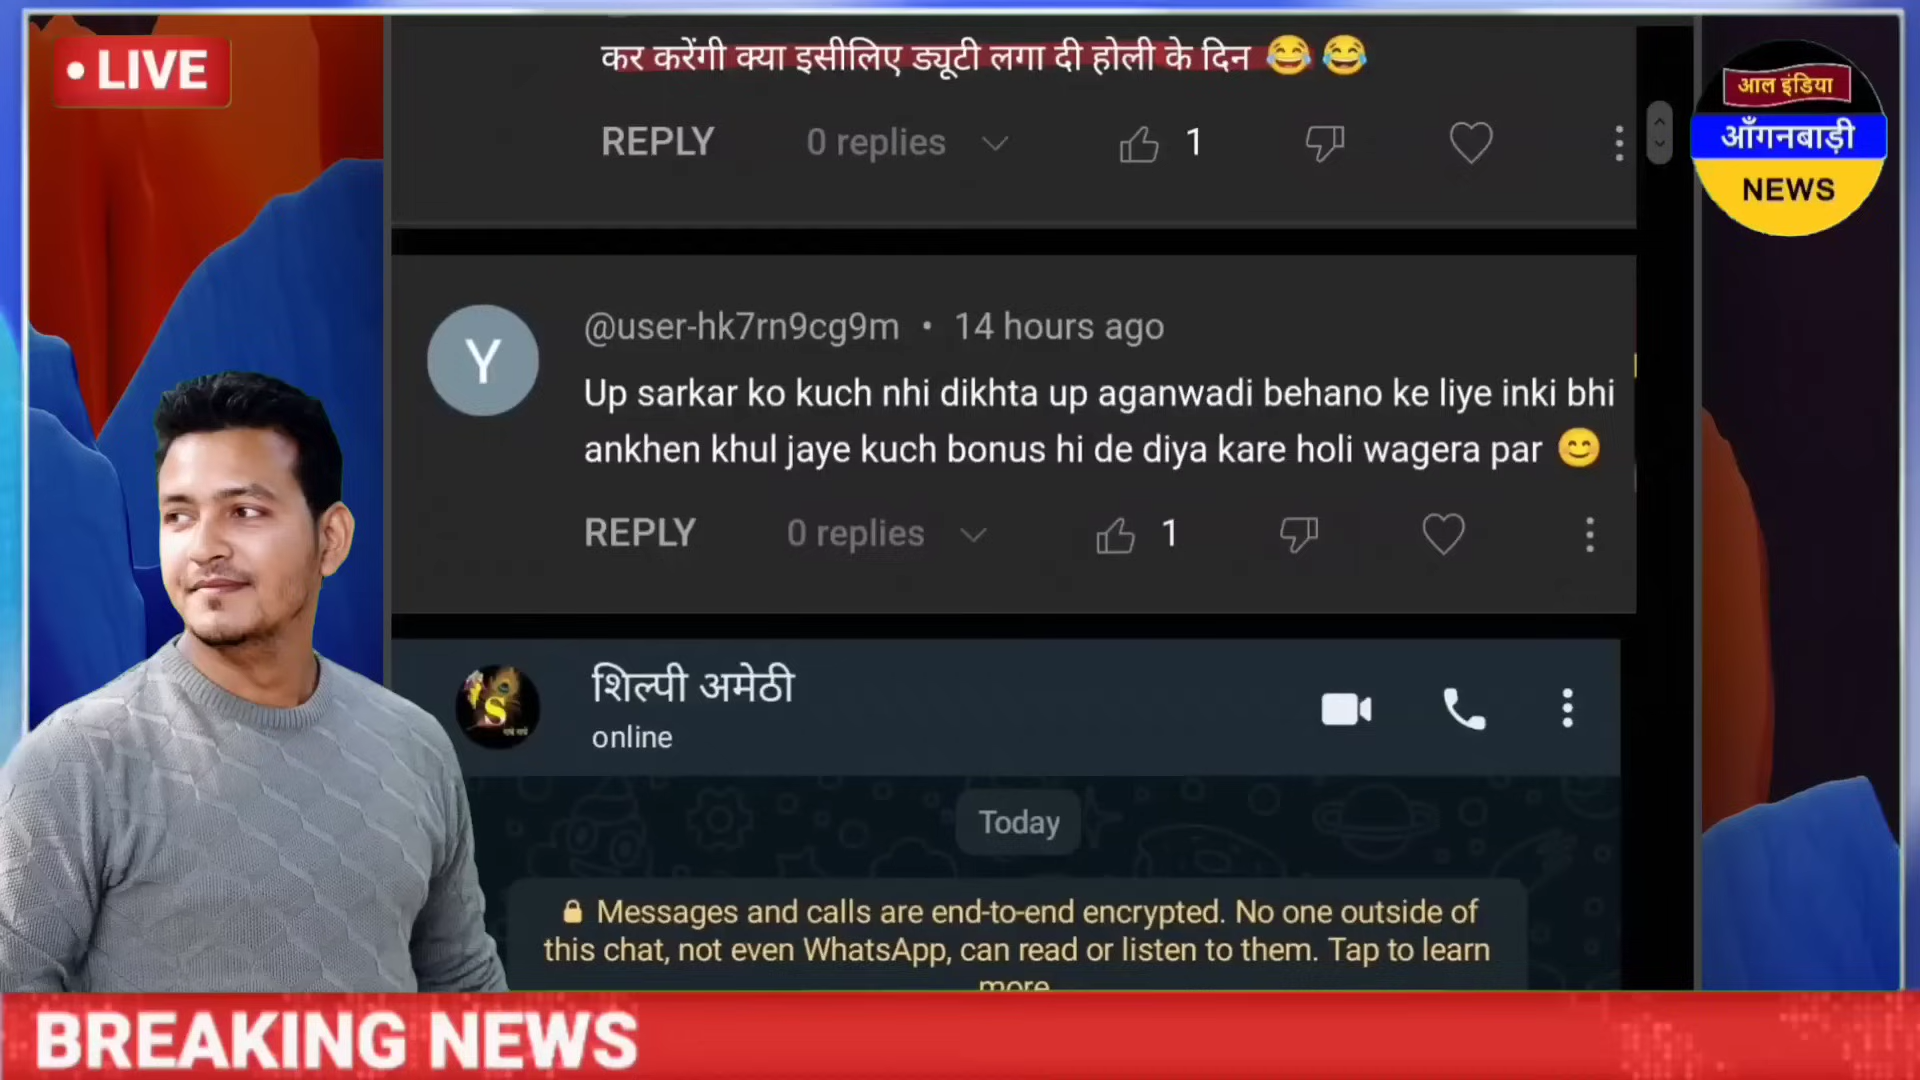 • LIVE
कर करेंगी क्या इसीलिए ड्यूटी लगा दी होली के दिन 😂😂
REPLY 0 replies 1
आल इंडिया
आँगनबाड़ी
NEWS
Y
@user-hk7rn9cg9m • 14 hours ago
Up sarkar ko kuch nhi dikhta up aganwadi behano ke liye inki bhi
ankhen khul jaye kuch bonus hi de diya kare holi wagera par 😊
REPLY 0 replies 1
S
शिल्पी अमेठी
online
Today
🔒 Messages and calls are end-to-end encrypted. No one outside of
this chat, not even WhatsApp, can read or listen to them. Tap to learn
more.
BREAKING NEWS